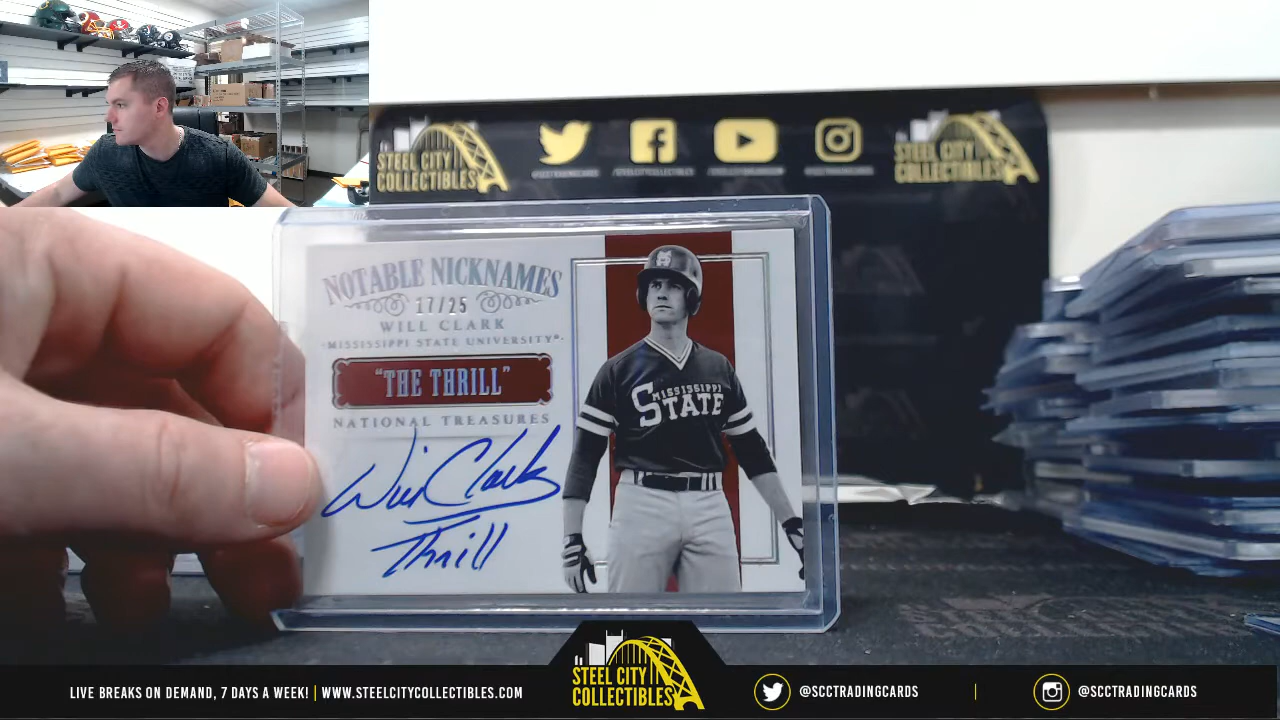 STEEL CITY
COLLECTIBLES
@SCCTRADINGCARDS
STEEL CITY
COLLECTIBLES
NOTABLE NICKNAMES
17/25
WILL CLARK
MISSISSIPPI STATE UNIVERSITY®
"THE THRILL"
NATIONAL TREASURES
Will Clark
Thrill
MS
MISSISSIPPI
STATE
LIVE BREAKS ON DEMAND, 7 DAYS A WEEK! | WWW.STEELCITYCOLLECTIBLES.COM
STEEL CITY
COLLECTIBLES
@SCCTRADINGCARDS | @SCCTRADINGCARDS